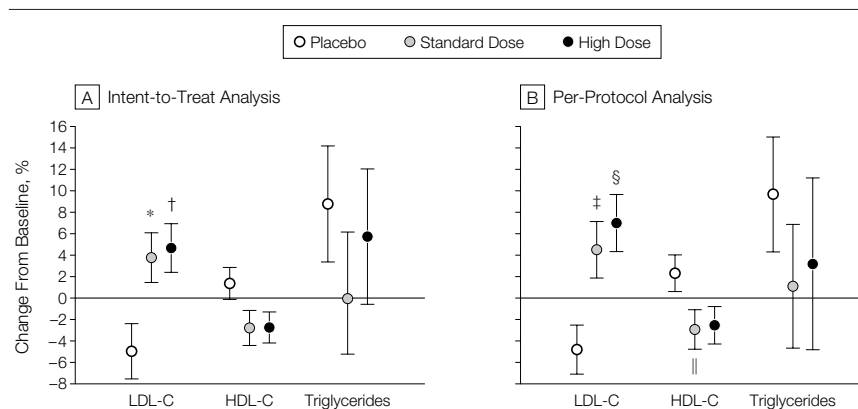 Placebo Standard Dose High Dose
A Intent-to-Treat Analysis
B Per-Protocol Analysis
Change From Baseline, %
16
14
12
10
8
6
4
2
0
−2
−4
−6
−8
* †
‡ §
||
LDL-C HDL-C Triglycerides
LDL-C HDL-C Triglycerides